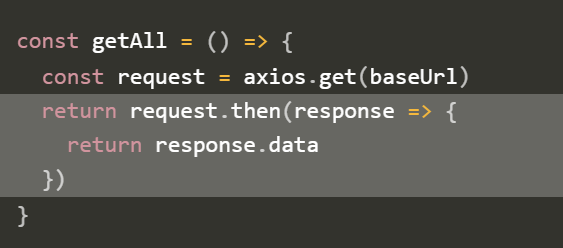 const getAll = () => {
  const request = axios.get(baseUrl)
  return request.then(response => {
    return response.data
  })
}